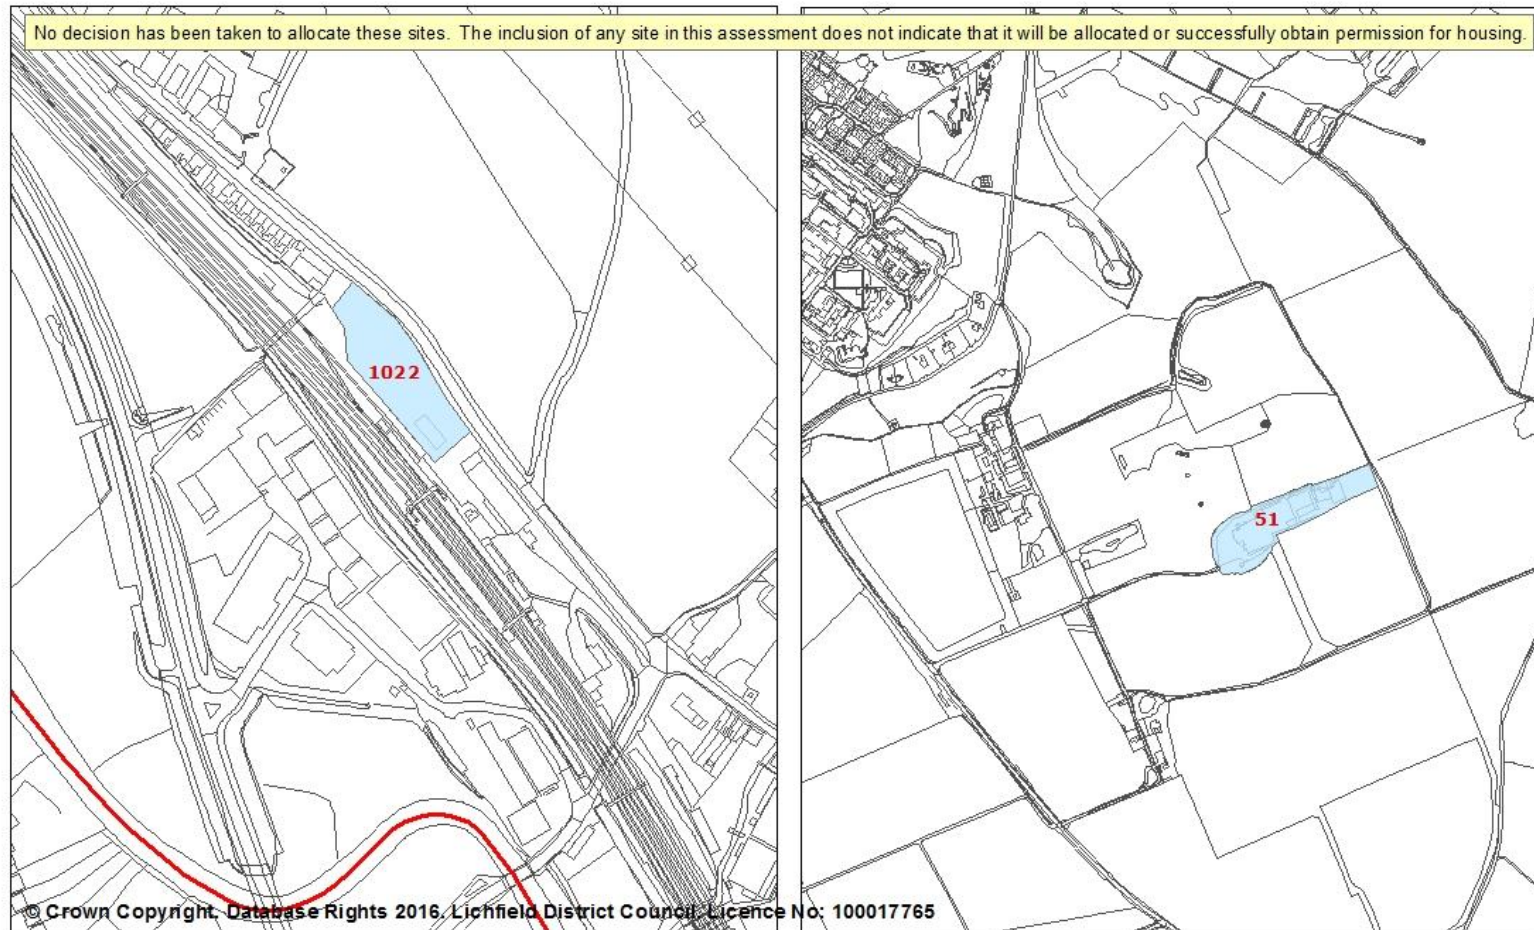 No decision has been taken to allocate these sites. The inclusion of any site in this assessment does not indicate that it will be allocated or successfully obtain permission for housing.
1022
51
© Crown Copyright, Database Rights 2016. Lichfield District Council. Licence No: 100017765